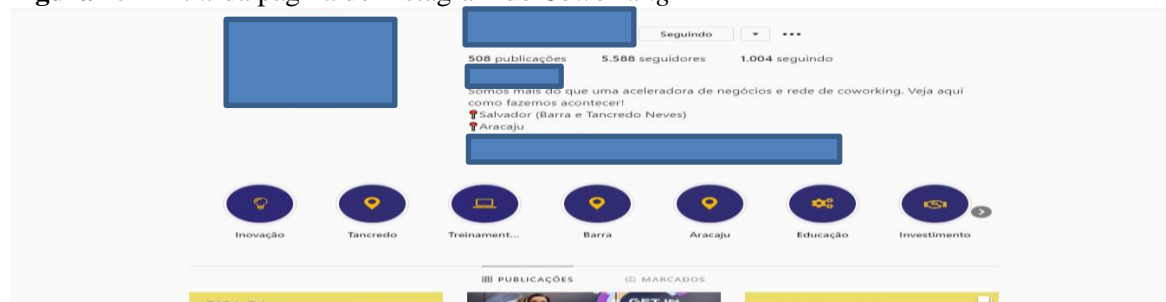 Seguindo
508 publicações 5.588 seguidores 1.004 seguindo
Somos mais do que uma aceleradora de negócios e rede de coworking. Veja aqui
como fazemos acontecer!
Salvador (Barra e Tancredo Neves)
Aracaju
Inovação Tancredo Treinament... Barra Aracaju Educação Investimento
PUBLICAÇÕES MARCADOS
GET IN